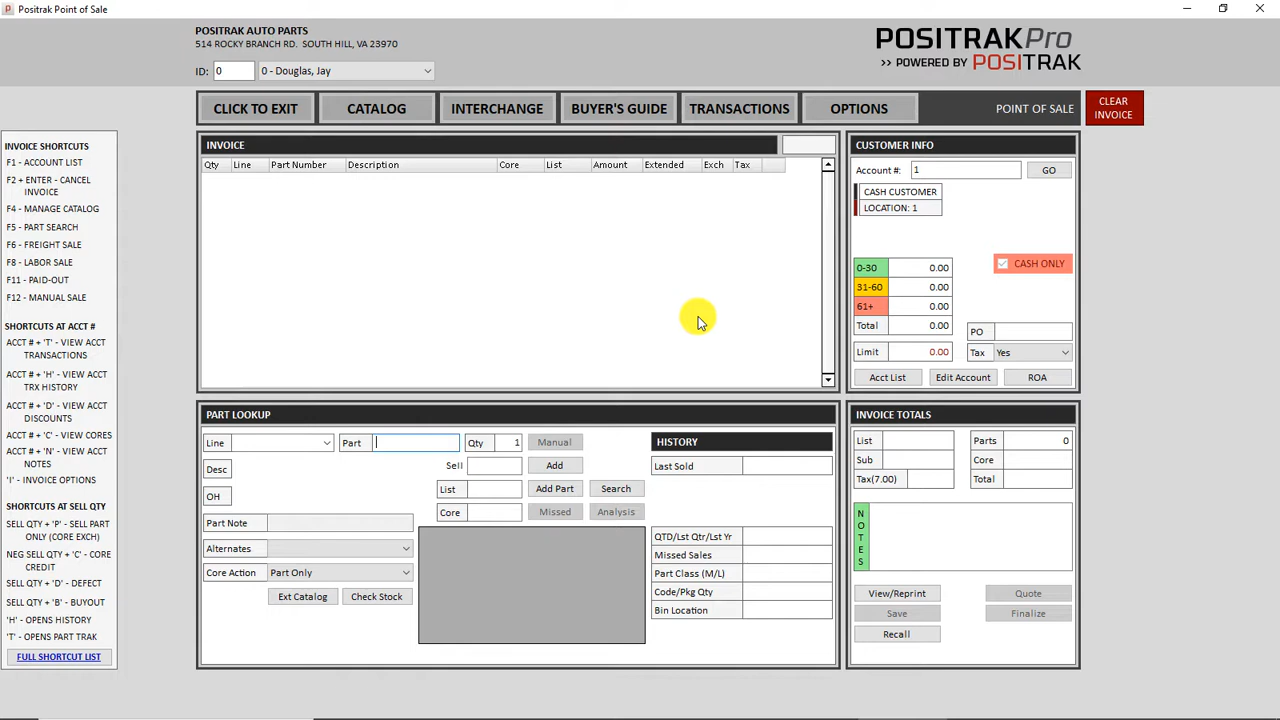 Positrak Point of Sale
POSITRAK AUTO PARTS
514 ROCKY BRANCH RD. SOUTH HILL, VA 23970
ID: 0 0 - Douglas, Jay
POSITRAKPro
>> POWERED BY POSITRAK
CLICK TO EXIT CATALOG INTERCHANGE BUYER'S GUIDE TRANSACTIONS OPTIONS POINT OF SALE
CLEAR
INVOICE
INVOICE SHORTCUTS
F1 - ACCOUNT LIST
F2 + ENTER - CANCEL
INVOICE
F4 - MANAGE CATALOG
F5 - PART SEARCH
F6 - FREIGHT SALE
F8 - LABOR SALE
F11 - PAID-OUT
F12 - MANUAL SALE
SHORTCUTS AT ACCT #
ACCT # + 'T' - VIEW ACCT
TRANSACTIONS
ACCT # + 'H' - VIEW ACCT
TRX HISTORY
ACCT # + 'D' - VIEW ACCT
DISCOUNTS
ACCT # + 'C' - VIEW CORES
ACCT # + 'N' - VIEW ACCT
NOTES
'I' - INVOICE OPTIONS
SHORTCUTS AT SELL QTY
SELL QTY + 'P' - SELL PART
ONLY (CORE EXCH)
NEG SELL QTY + 'C' - CORE
CREDIT
SELL QTY + 'D' - DEFECT
SELL QTY + 'B' - BUYOUT
'H' - OPENS HISTORY
'T' - OPENS PART TRAK
FULL SHORTCUT LIST
INVOICE
Qty Line Part Number Description Core List Amount Extended Exch Tax
CUSTOMER INFO
Account #: 1 GO
CASH CUSTOMER
LOCATION: 1
0-30 0.00 CASH ONLY
31-60 0.00
61+ 0.00
Total 0.00 PO
Limit 0.00 Tax Yes
Acct List Edit Account ROA
PART LOOKUP
Line Part Qty 1 Manual
Desc Sell Add
OH List Add Part Search
Part Note Core Missed Analysis
Alternates
Core Action Part Only
Ext Catalog Check Stock
HISTORY
Last Sold
QTD/Lst Qtr/Lst Yr
Missed Sales
Part Class (M/L)
Code/Pkg Qty
Bin Location
INVOICE TOTALS
List Parts 0
Sub Core
Tax(7.00) Total
N
O
T
E
S
View/Reprint Quote
Save Finalize
Recall